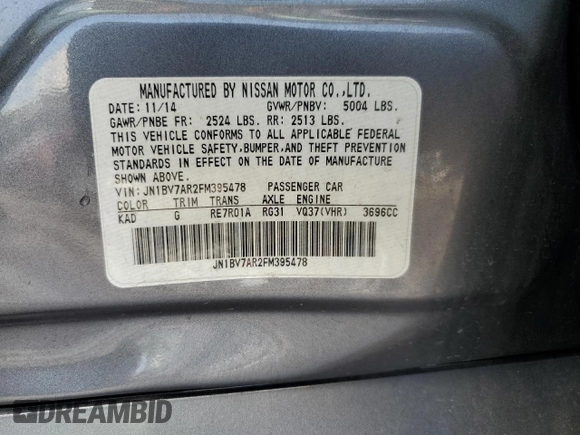 MANUFACTURED BY NISSAN MOTOR CO.,LTD.
DATE: 11/14 GVWR/PNBV: 5004 LBS.
GAWR/PNBE FR: 2524 LBS. RR: 2513 LBS.
THIS VEHICLE CONFORMS TO ALL APPLICABLE FEDERAL
MOTOR VEHICLE SAFETY,BUMPER,AND THEFT PREVENTION
STANDARDS IN EFFECT ON THE DATE OF MANUFACTURE
SHOWN ABOVE.
VIN: JN1BV7AR2FM395478 PASSENGER CAR
COLOR TRIM TRANS AXLE ENGINE
KAD G RE7R01A RG31 VQ37(VHR) 3696CC
JN1BV7AR2FM395478
DREAMBID